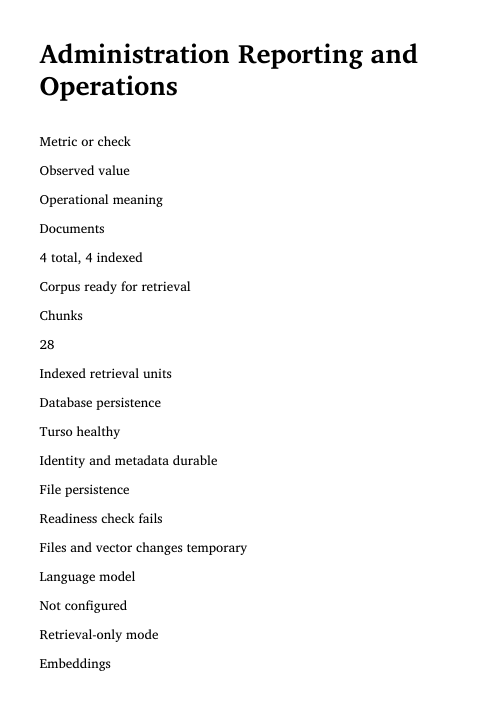 Administration Reporting and
Operations
Metric or check
Observed value
Operational meaning
Documents
4 total, 4 indexed
Corpus ready for retrieval
Chunks
28
Indexed retrieval units
Database persistence
Turso healthy
Identity and metadata durable
File persistence
Readiness check fails
Files and vector changes temporary
Language model
Not configured
Retrieval-only mode
Embeddings